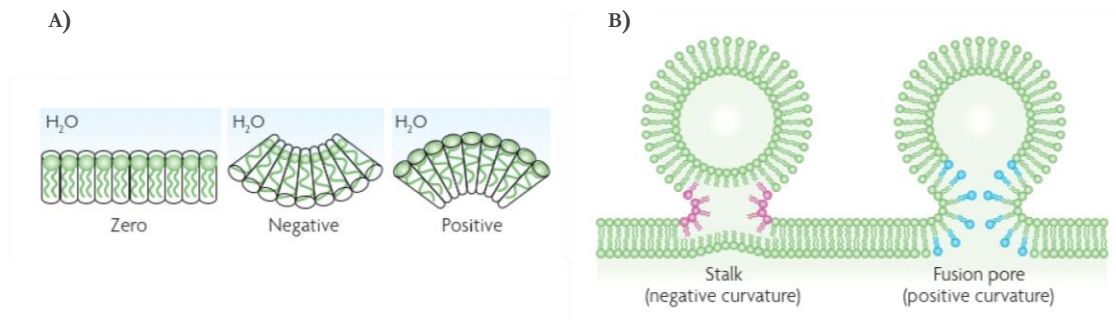 A)
H₂O
H₂O
H₂O
Zero
Negative
Positive
B)
Stalk
(negative curvature)
Fusion pore
(positive curvature)